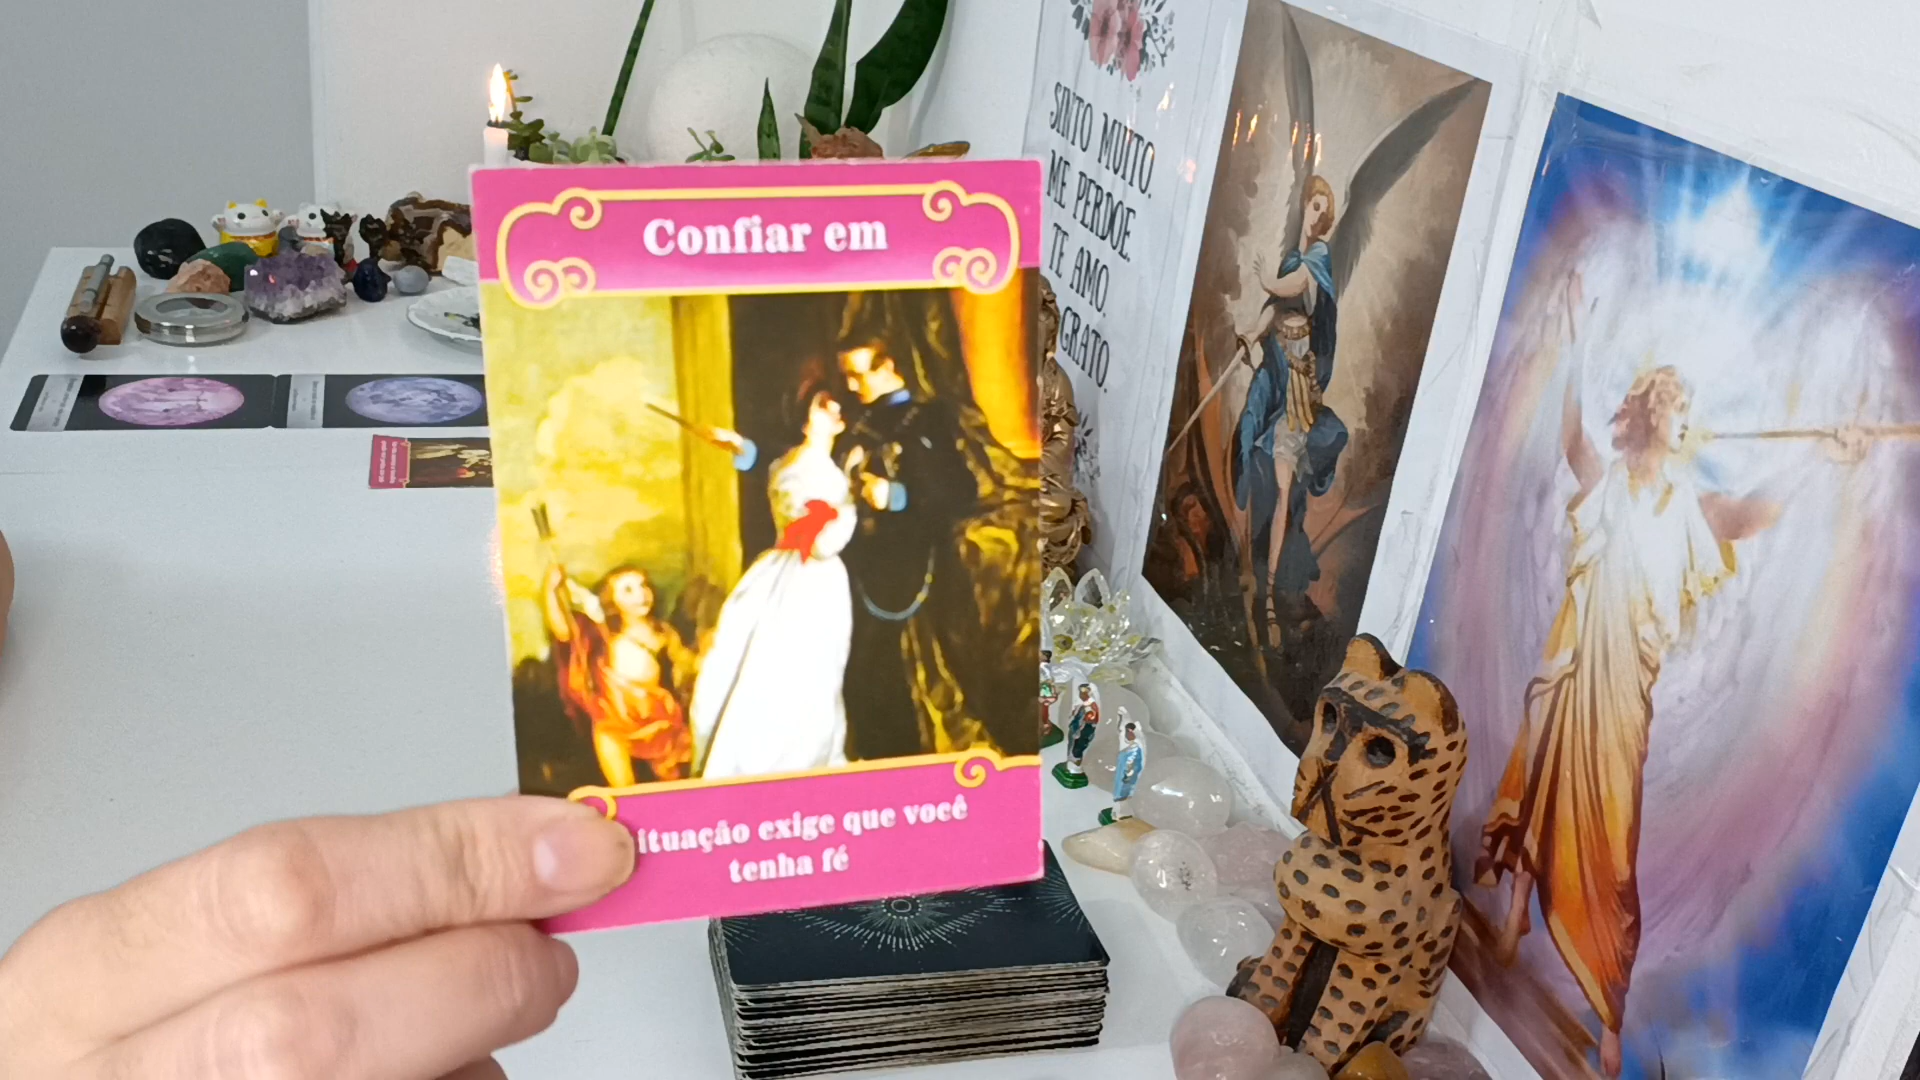 Confiar em
ituação exige que você
tenha fé
SINTO MUITO.
ME PERDOE.
TE AMO.
GRATO.